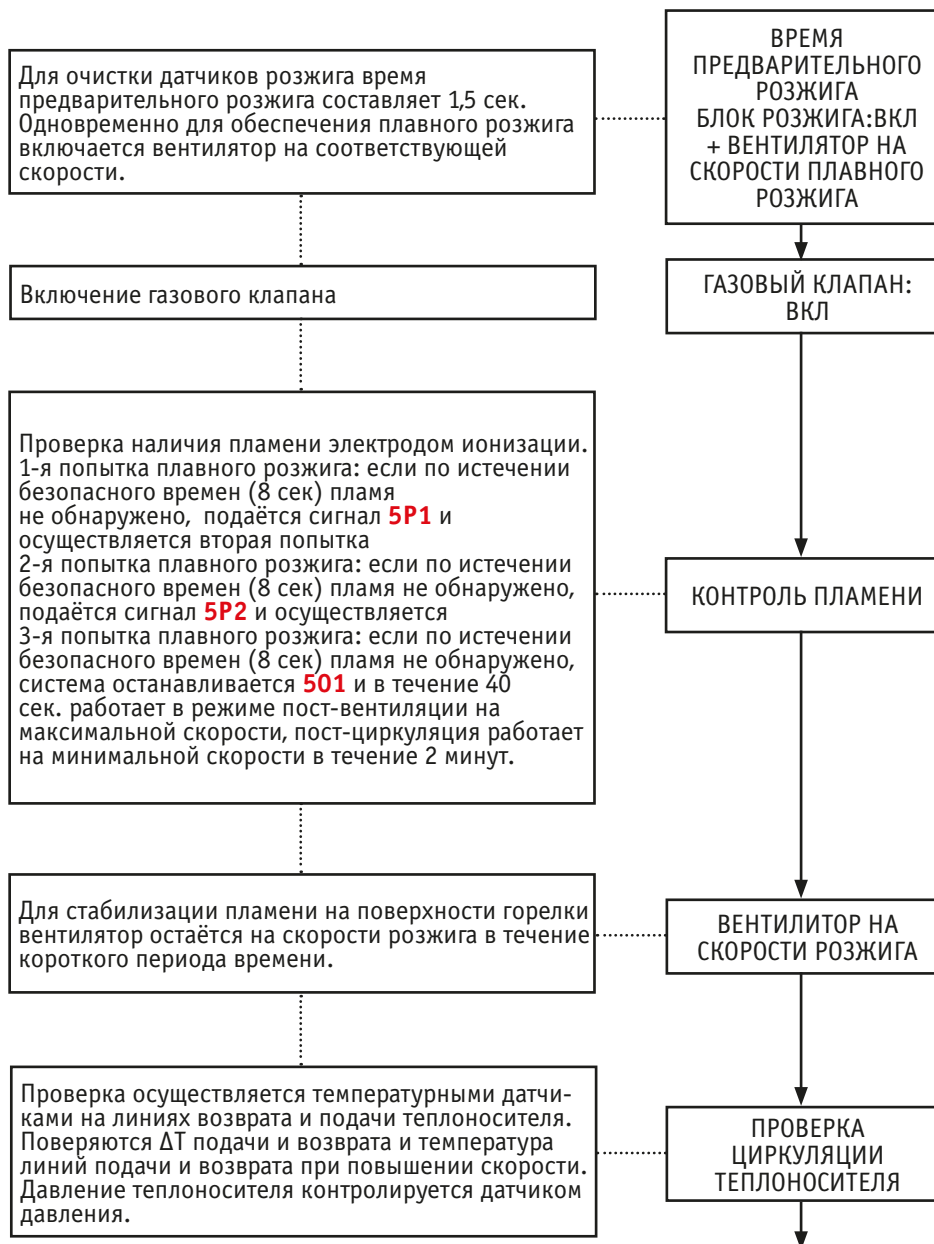 Для очистки датчиков розжига время
предварительного розжига составляет 1,5 сек.
Одновременно для обеспечения плавного розжига
включается вентилятор на соответствующей
скорости.
ВРЕМЯ
ПРЕДВАРИТЕЛЬНОГО
РОЗЖИГА
БЛОК РОЗЖИГА:ВКЛ
+ ВЕНТИЛЯТОР НА
СКОРОСТИ ПЛАВНОГО
РОЗЖИГА
Включение газового клапана
ГАЗОВЫЙ КЛАПАН:
ВКЛ
Проверка наличия пламени электродом ионизации.
1-я попытка плавного розжига: если по истечении
безопасного времен (8 сек) пламя
не обнаружено, подаётся сигнал 5P1 и
осуществляется вторая попытка
2-я попытка плавного розжига: если по истечении
безопасного времен (8 сек) пламя не обнаружено,
подаётся сигнал 5P2 и осуществляется
3-я попытка плавного розжига: если по истечении
безопасного времен (8 сек) пламя не обнаружено,
система останавливается 501 и в течение 40
сек. работает в режиме пост-вентиляции на
максимальной скорости, пост-циркуляция работает
на минимальной скорости в течение 2 минут.
КОНТРОЛЬ ПЛАМЕНИ
Для стабилизации пламени на поверхности горелки
вентилятор остаётся на скорости розжига в течение
короткого периода времени.
ВЕНТИЛИТОР НА
СКОРОСТИ РОЗЖИГА
Проверка осуществляется температурными датчи-
ками на линиях возврата и подачи теплоносителя.
Поверяются ΔТ подачи и возврата и температура
линий подачи и возврата при повышении скорости.
Давление теплоносителя контролируется датчиком
давления.
ПРОВЕРКА
ЦИРКУЛЯЦИИ
ТЕПЛОНОСИТЕЛЯ